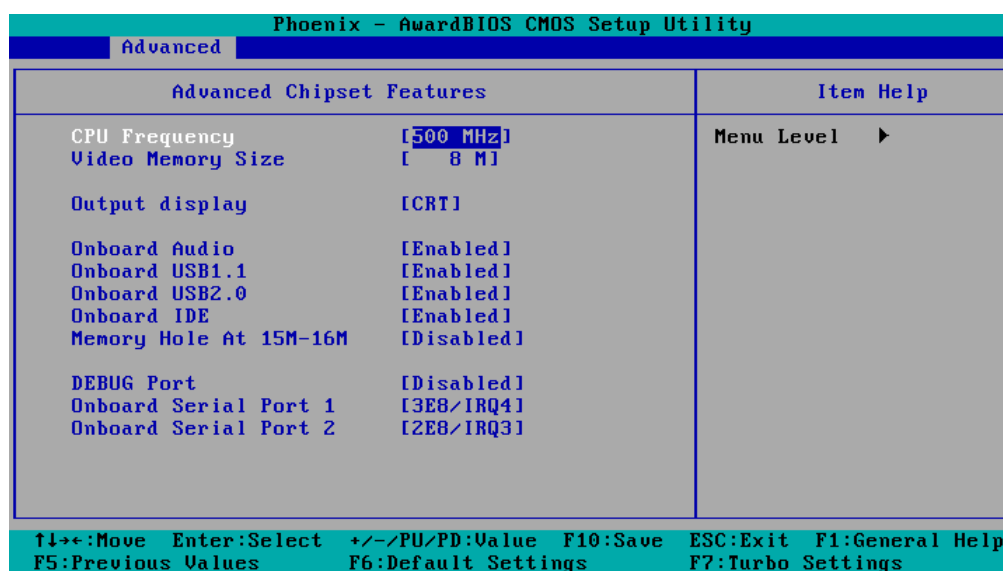 Phoenix - AwardBIOS CMOS Setup Utility
Advanced
Advanced Chipset Features
Item Help
CPU Frequency [500 MHz]
Menu Level ▶
Video Memory Size [ 8 M]
Output display [CRT]
Onboard Audio [Enabled]
Onboard USB1.1 [Enabled]
Onboard USB2.0 [Enabled]
Onboard IDE [Enabled]
Memory Hole At 15M-16M [Disabled]
DEBUG Port [Disabled]
Onboard Serial Port 1 [3E8/IRQ4]
Onboard Serial Port 2 [2E8/IRQ3]
↑↓→←:Move Enter:Select +/-/PU/PD:Value F10:Save ESC:Exit F1:General Help
F5:Previous Values F6:Default Settings F7:Turbo Settings